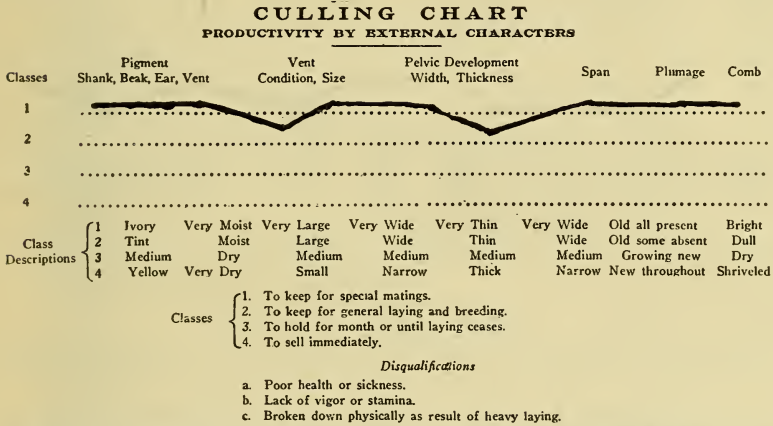 CULLING CHART
PRODUCTIVITY BY EXTERNAL CHARACTERS
Classes
Pigment
Shank, Beak, Ear, Vent
Vent
Condition, Size
Pelvic Development
Width, Thickness
Span
Plumage
Comb
1
2
3
4
Class Descriptions
1 Ivory Very Moist Very Large Very Wide Very Thin Very Wide Old all present Bright
2 Tint Moist Large Wide Thin Wide Old some absent Dull
3 Medium Dry Medium Medium Medium Medium Growing new Dry
4 Yellow Very Dry Small Narrow Thick Narrow New throughout Shriveled
Classes
1. To keep for special matings.
2. To keep for general laying and breeding.
3. To hold for month or until laying ceases.
4. To sell immediately.
Disqualifications
a. Poor health or sickness.
b. Lack of vigor or stamina.
c. Broken down physically as result of heavy laying.